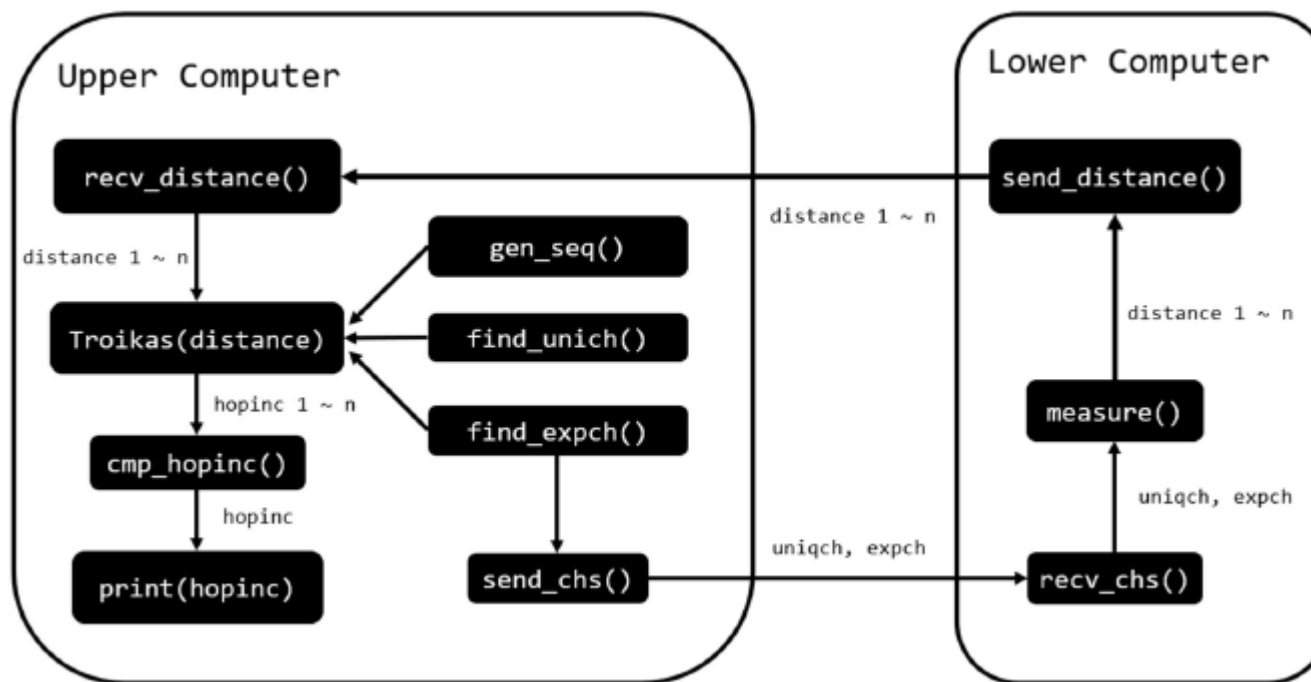 Upper Computer
recv_distance()
distance 1 ~ n
Troikas(distance)
hopinc 1 ~ n
cmp_hopinc()
hopinc
print(hopinc)
gen_seq()
find_unich()
find_expch()
send_chs()
distance 1 ~ n
uniqch, expch
Lower Computer
send_distance()
distance 1 ~ n
measure()
uniqch, expch
recv_chs()